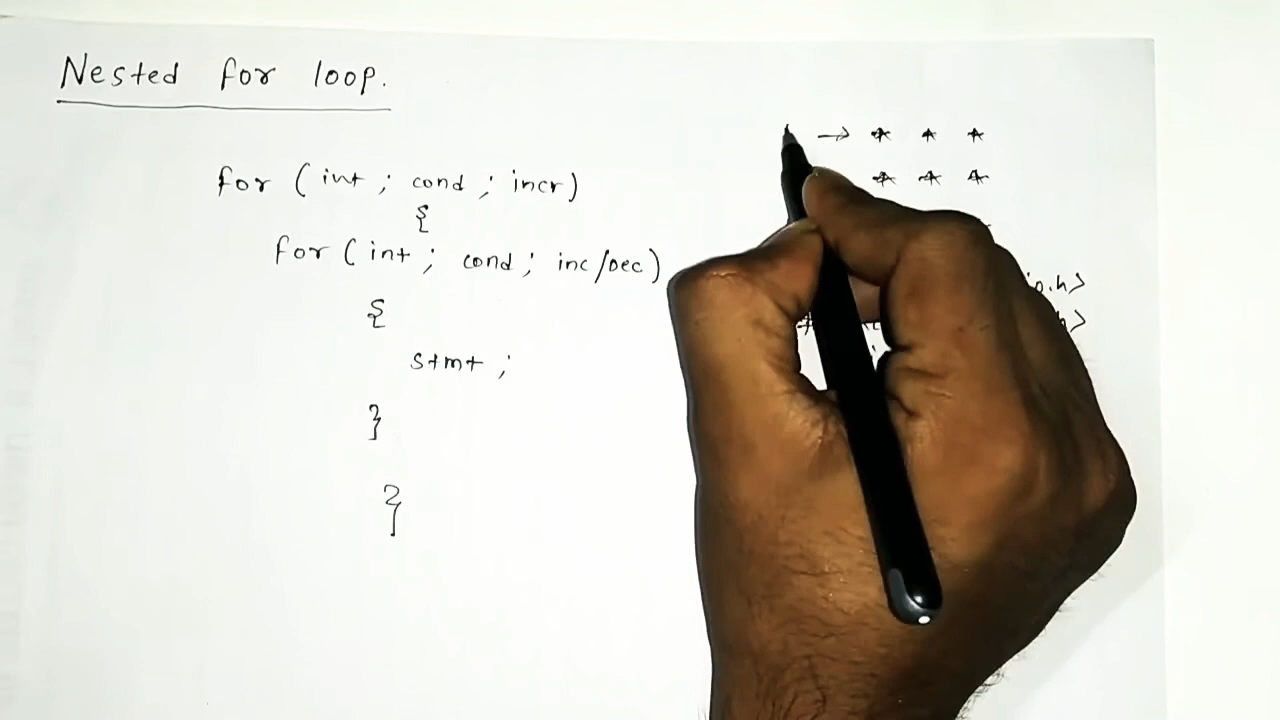 Nested for loop.
for ( int ; cond ; incr)
{
for ( int ; cond ; inc/Dec)
{
stmt ;
}
}
→ * * *
* * *